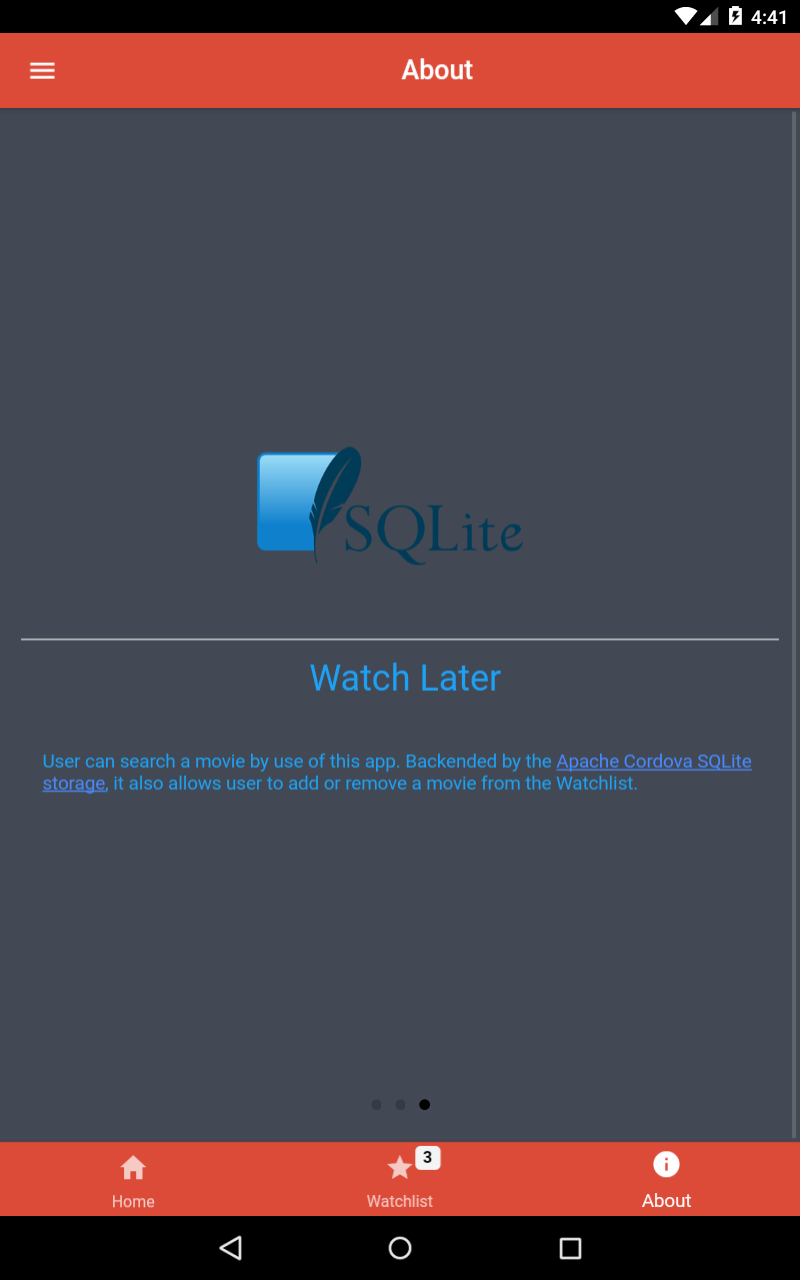 4:41
About
SQLite
Watch Later
User can search a movie by use of this app. Backended by the Apache Cordova SQLite
storage, it also allows user to add or remove a movie from the Watchlist.
3
Home
Watchlist
About